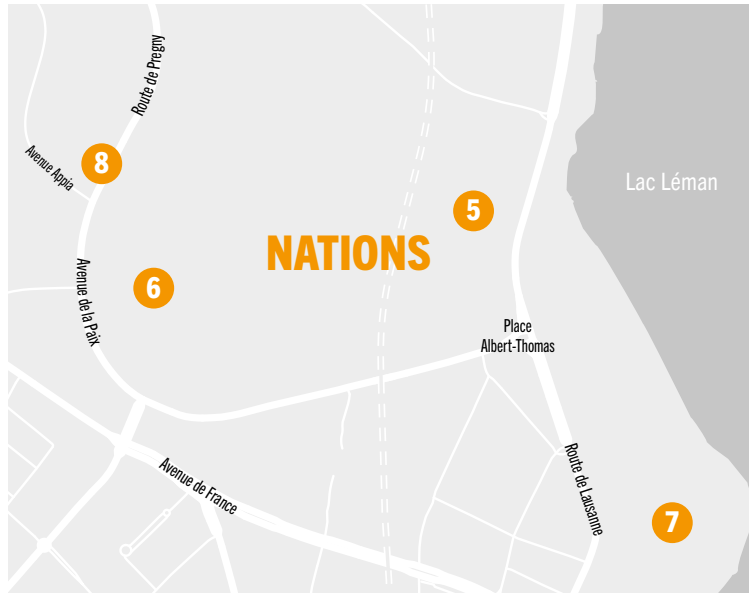 Route de Pregny
Avenue Appia
8
Lac Léman
5
NATIONS
6
Avenue de la Paix
Place
Albert-Thomas
Avenue de France
Route de Lausanne
7